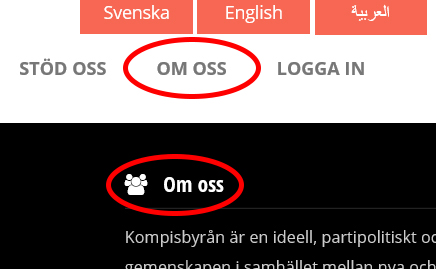 Svenska English العربية
STÖD OSS OM OSS LOGGA IN
Om oss
Kompisbyrån är en ideell, partipolitiskt
gemenskapen i samhället mellan nya och